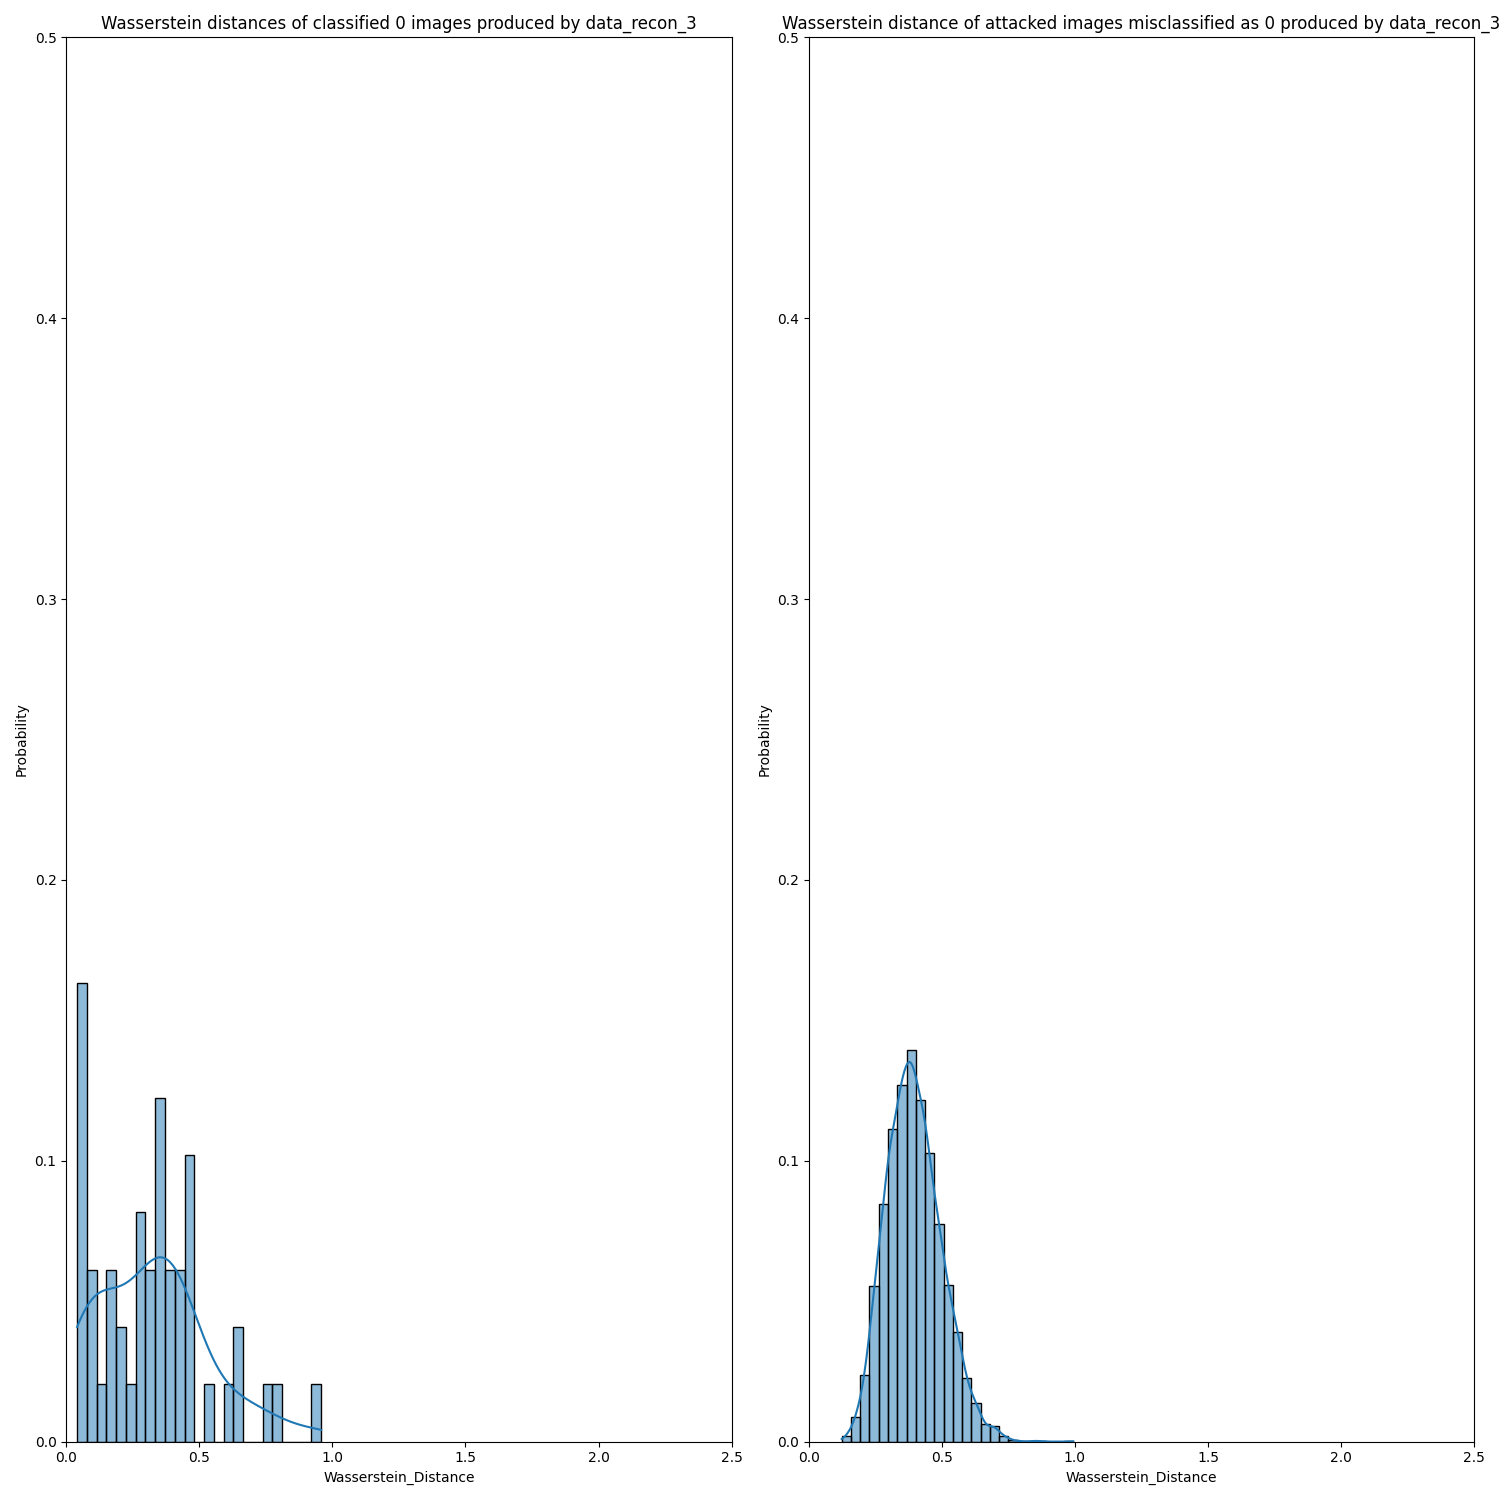 Wasserstein distances of classified 0 images produced by data_recon_3
0.5
0.4
0.3
0.2
0.1
0.0
Probability
0.0 0.5 1.0 1.5 2.0 2.5
Wasserstein_Distance
Wasserstein distance of attacked images misclassified as 0 produced by data_recon_3
0.5
0.4
0.3
0.2
0.1
0.0
Probability
0.0 0.5 1.0 1.5 2.0 2.5
Wasserstein_Distance